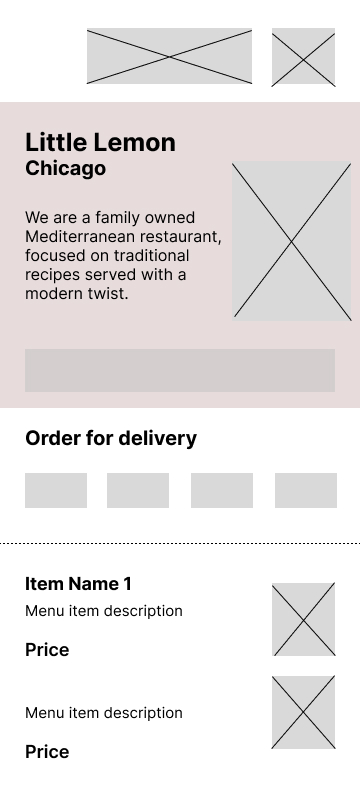 Little Lemon
Chicago
We are a family owned
Mediterranean restaurant,
focused on traditional
recipes served with a
modern twist.
Order for delivery
Item Name 1
Menu item description
Price
Menu item description
Price